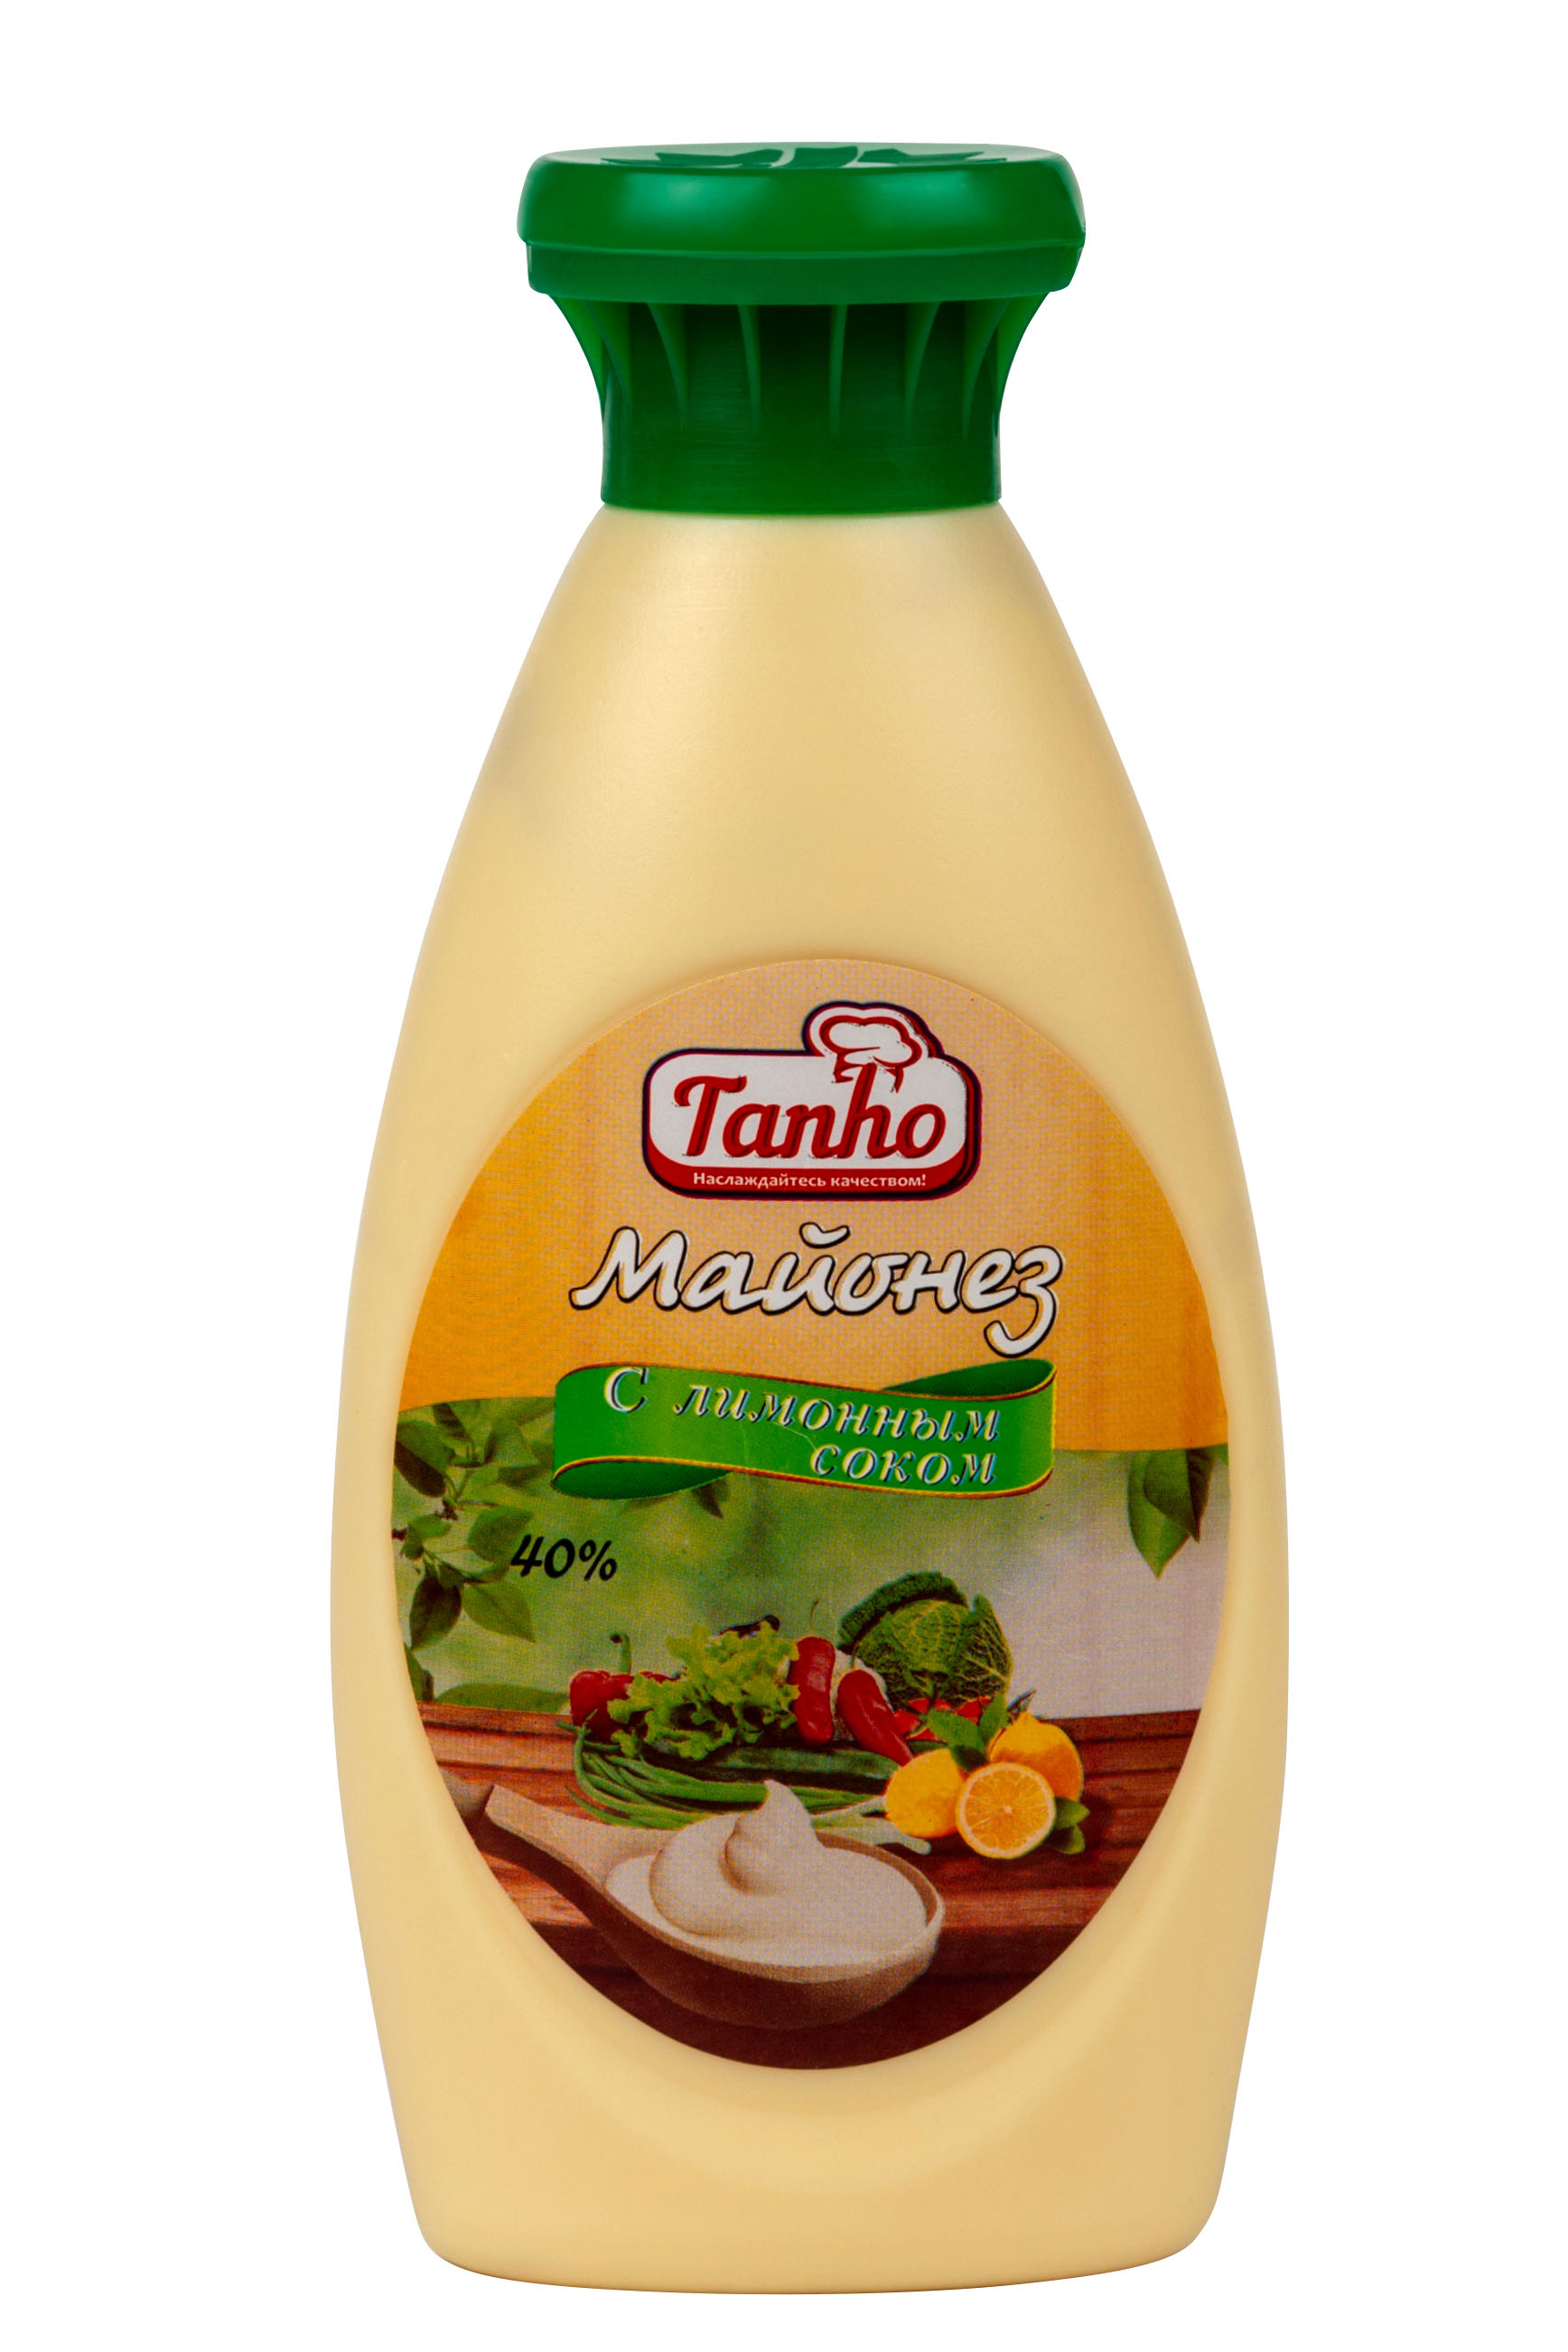 Tanho
Наслаждайтесь качеством!
Майонез
С лимонным
соком
40%